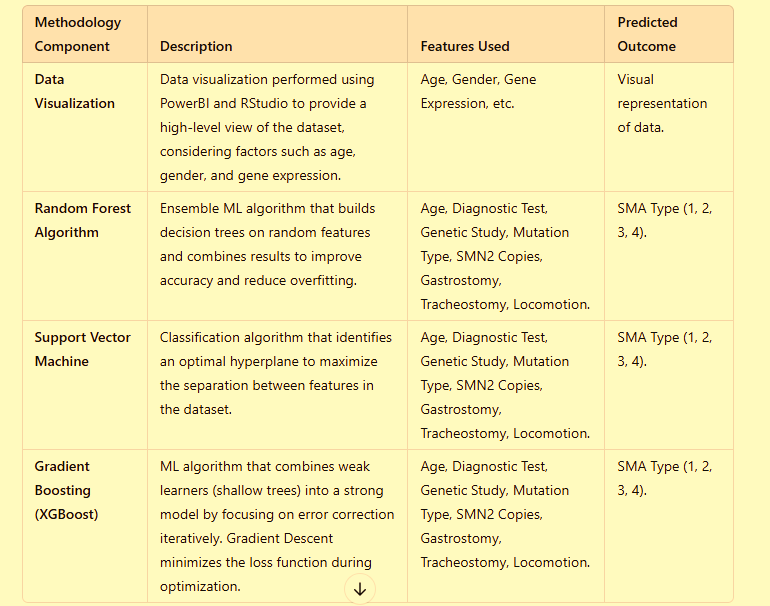 Methodology Component
Description
Features Used
Predicted Outcome
Data Visualization
Data visualization performed using
PowerBI and RStudio to provide a
high-level view of the dataset,
considering factors such as age,
gender, and gene expression.
Age, Gender, Gene
Expression, etc.
Visual
representation
of data.
Random Forest
Algorithm
Ensemble ML algorithm that builds
decision trees on random features
and combines results to improve
accuracy and reduce overfitting.
Age, Diagnostic Test,
Genetic Study, Mutation
Type, SMN2 Copies,
Gastrostomy,
Tracheostomy, Locomotion.
SMA Type (1, 2,
3, 4).
Support Vector
Machine
Classification algorithm that identifies
an optimal hyperplane to maximize
the separation between features in
the dataset.
Age, Diagnostic Test,
Genetic Study, Mutation
Type, SMN2 Copies,
Gastrostomy,
Tracheostomy, Locomotion.
SMA Type (1, 2,
3, 4).
Gradient
Boosting
(XGBoost)
ML algorithm that combines weak
learners (shallow trees) into a strong
model by focusing on error correction
iteratively. Gradient Descent
minimizes the loss function during
optimization.
Age, Diagnostic Test,
Genetic Study, Mutation
Type, SMN2 Copies,
Gastrostomy,
Tracheostomy, Locomotion.
SMA Type (1, 2,
3, 4).